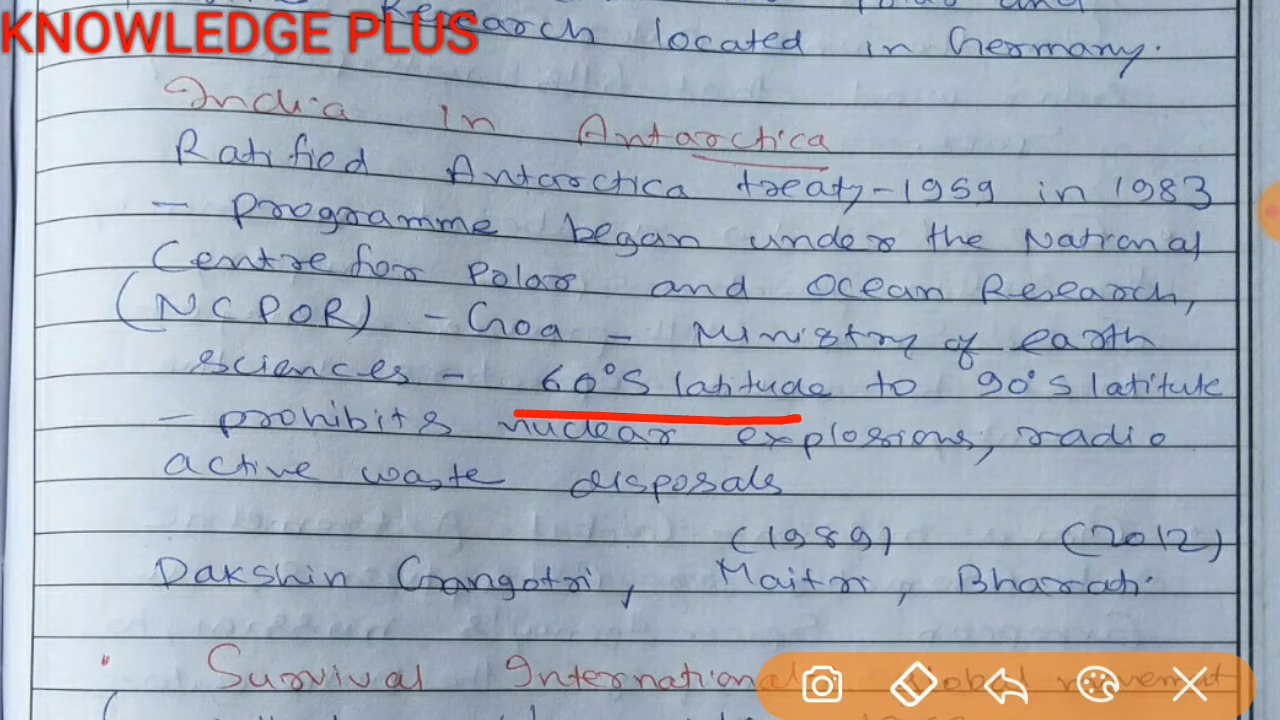 KNOWLEDGE PLUS
Research located in Germany.
India in Antarctica
Ratified Antarctica treaty-1959 in 1983
- programme began under the National
Centre for Polar and Ocean Research,
(NCPOR) - Goa - Ministry of earth
sciences - 60°S latitude to 90°S latitute
- prohibits nuclear explosions, radio
active waste disposals
(1989) (2012)
Dakshin Gangotri, Maitri, Bharati.
Survival International